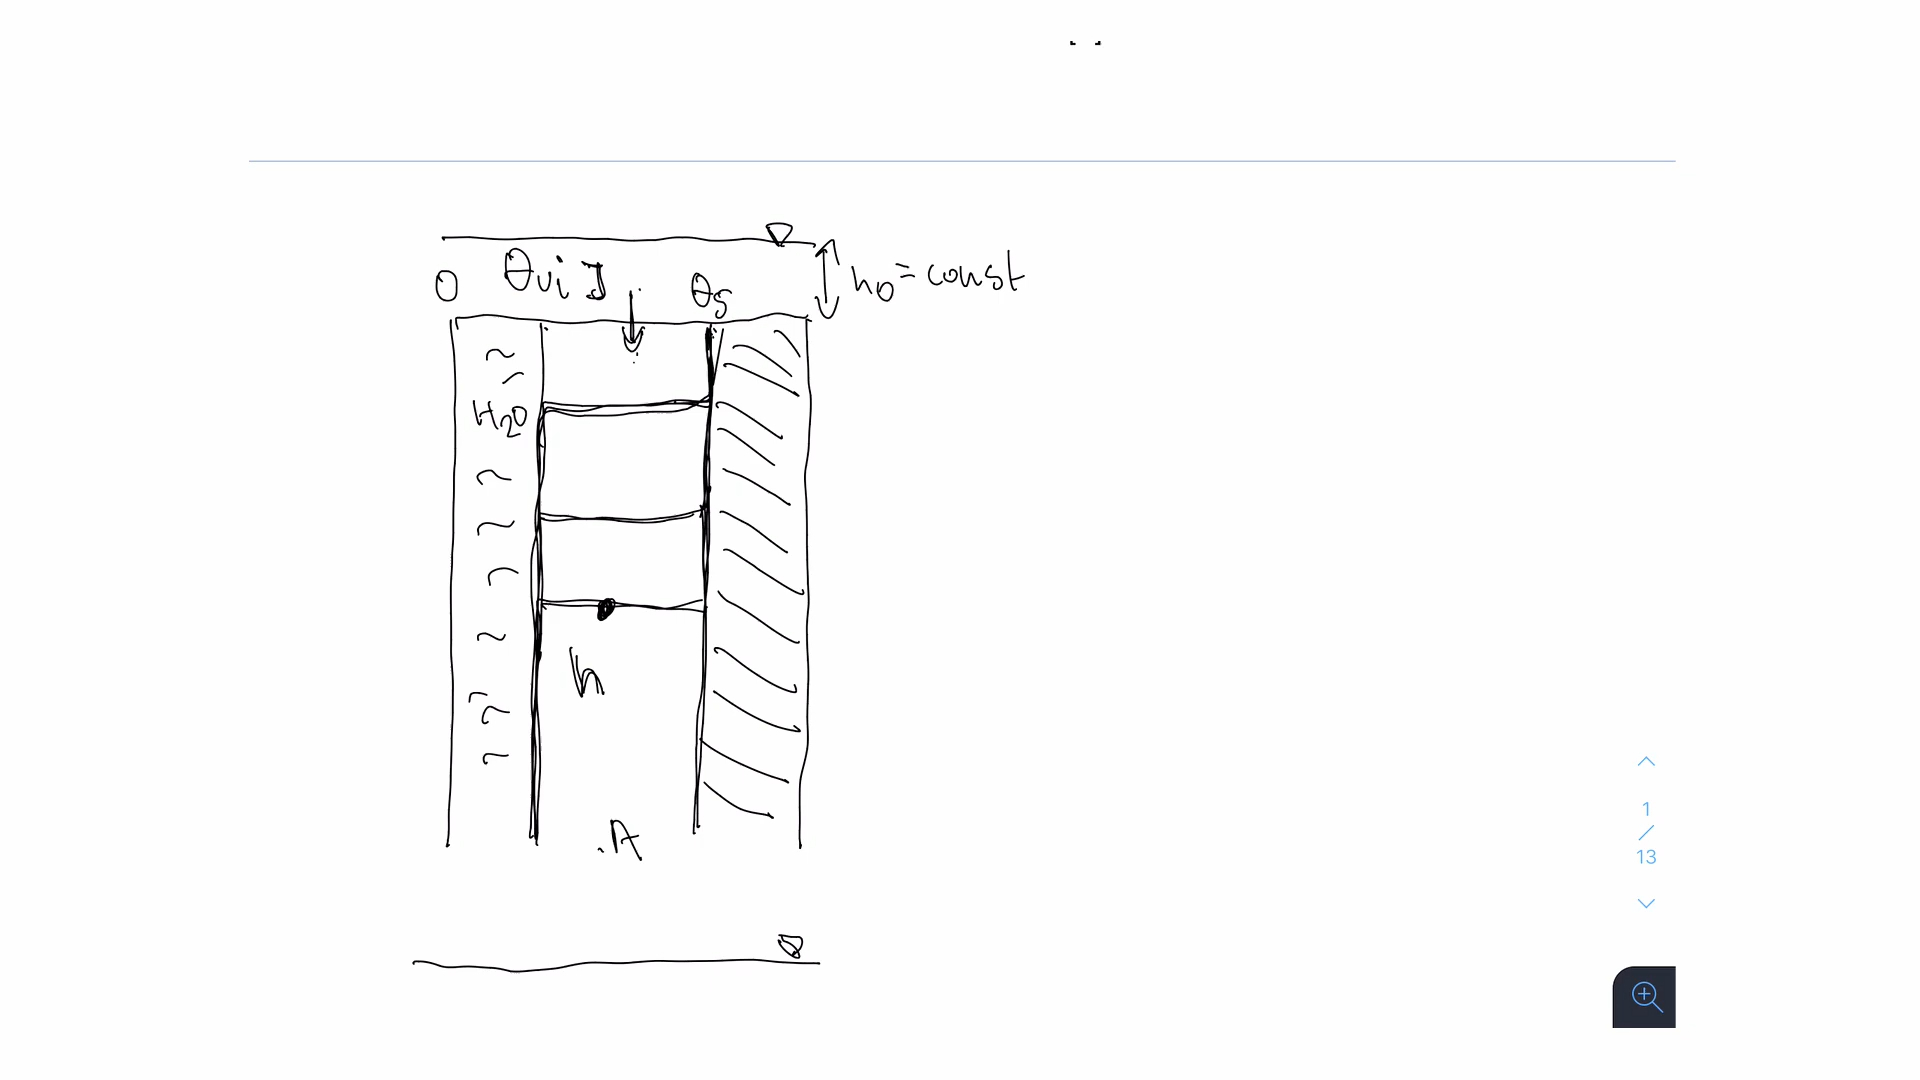 h₀ = const
0 θvi J θs
H₂O
h
.A
1
/
13